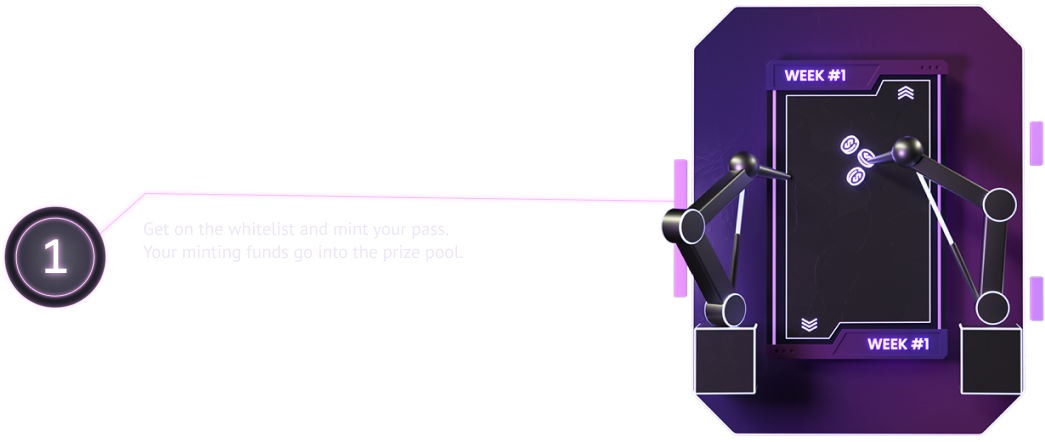 WEEK #1
1
Get on the whitelist and mint your pass.
Your minting funds go into the prize pool.
WEEK #1